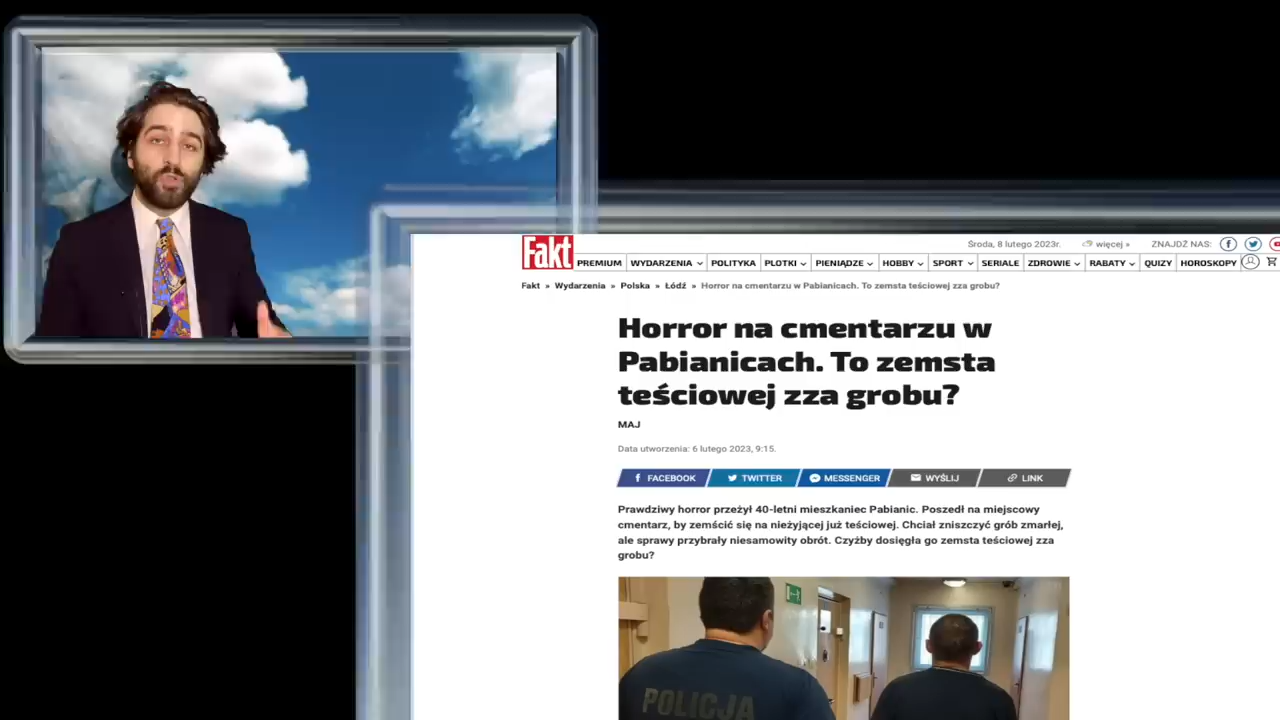 Fakt
Środa, 8 lutego 2023r.
więcej »
ZNAJDŹ NAS:
PREMIUM
WYDARZENIA
POLITYKA
PLOTKI
PIENIĄDZE
HOBBY
SPORT
SERIALE
ZDROWIE
RABATY
QUIZY
HOROSKOPY
Fakt » Wydarzenia » Polska » Łódź » Horror na cmentarzu w Pabianicach. To zemsta teściowej zza grobu?
Horror na cmentarzu w
Pabianicach. To zemsta
teściowej zza grobu?
MAJ
Data utworzenia: 6 lutego 2023, 9:15.
FACEBOOK
TWITTER
MESSENGER
WYŚLIJ
LINK
Prawdziwy horror przeżył 40-letni mieszkaniec Pabianic. Poszedł na miejscowy
cmentarz, by zemścić się na nieżyjącej już teściowej. Chciał zniszczyć grób zmarłej,
ale sprawy przybrały niesamowity obrót. Czyżby dosięgła go zemsta teściowej zza
grobu?
POLICJA